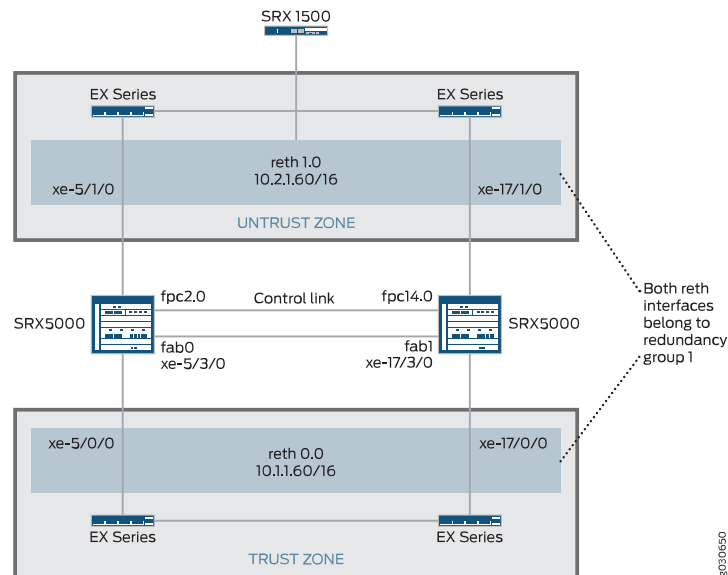 SRX 1500
EX Series
EX Series
reth 1.0
10.2.1.60/16
xe-5/1/0
xe-17/1/0
UNTRUST ZONE
fpc2.0
Control link
fpc14.0
SRX5000
SRX5000
fab0
xe-5/3/0
fab1
xe-17/3/0
Both reth
interfaces
belong to
redundancy
group 1
xe-5/0/0
xe-17/0/0
reth 0.0
10.1.1.60/16
EX Series
EX Series
TRUST ZONE
g030650